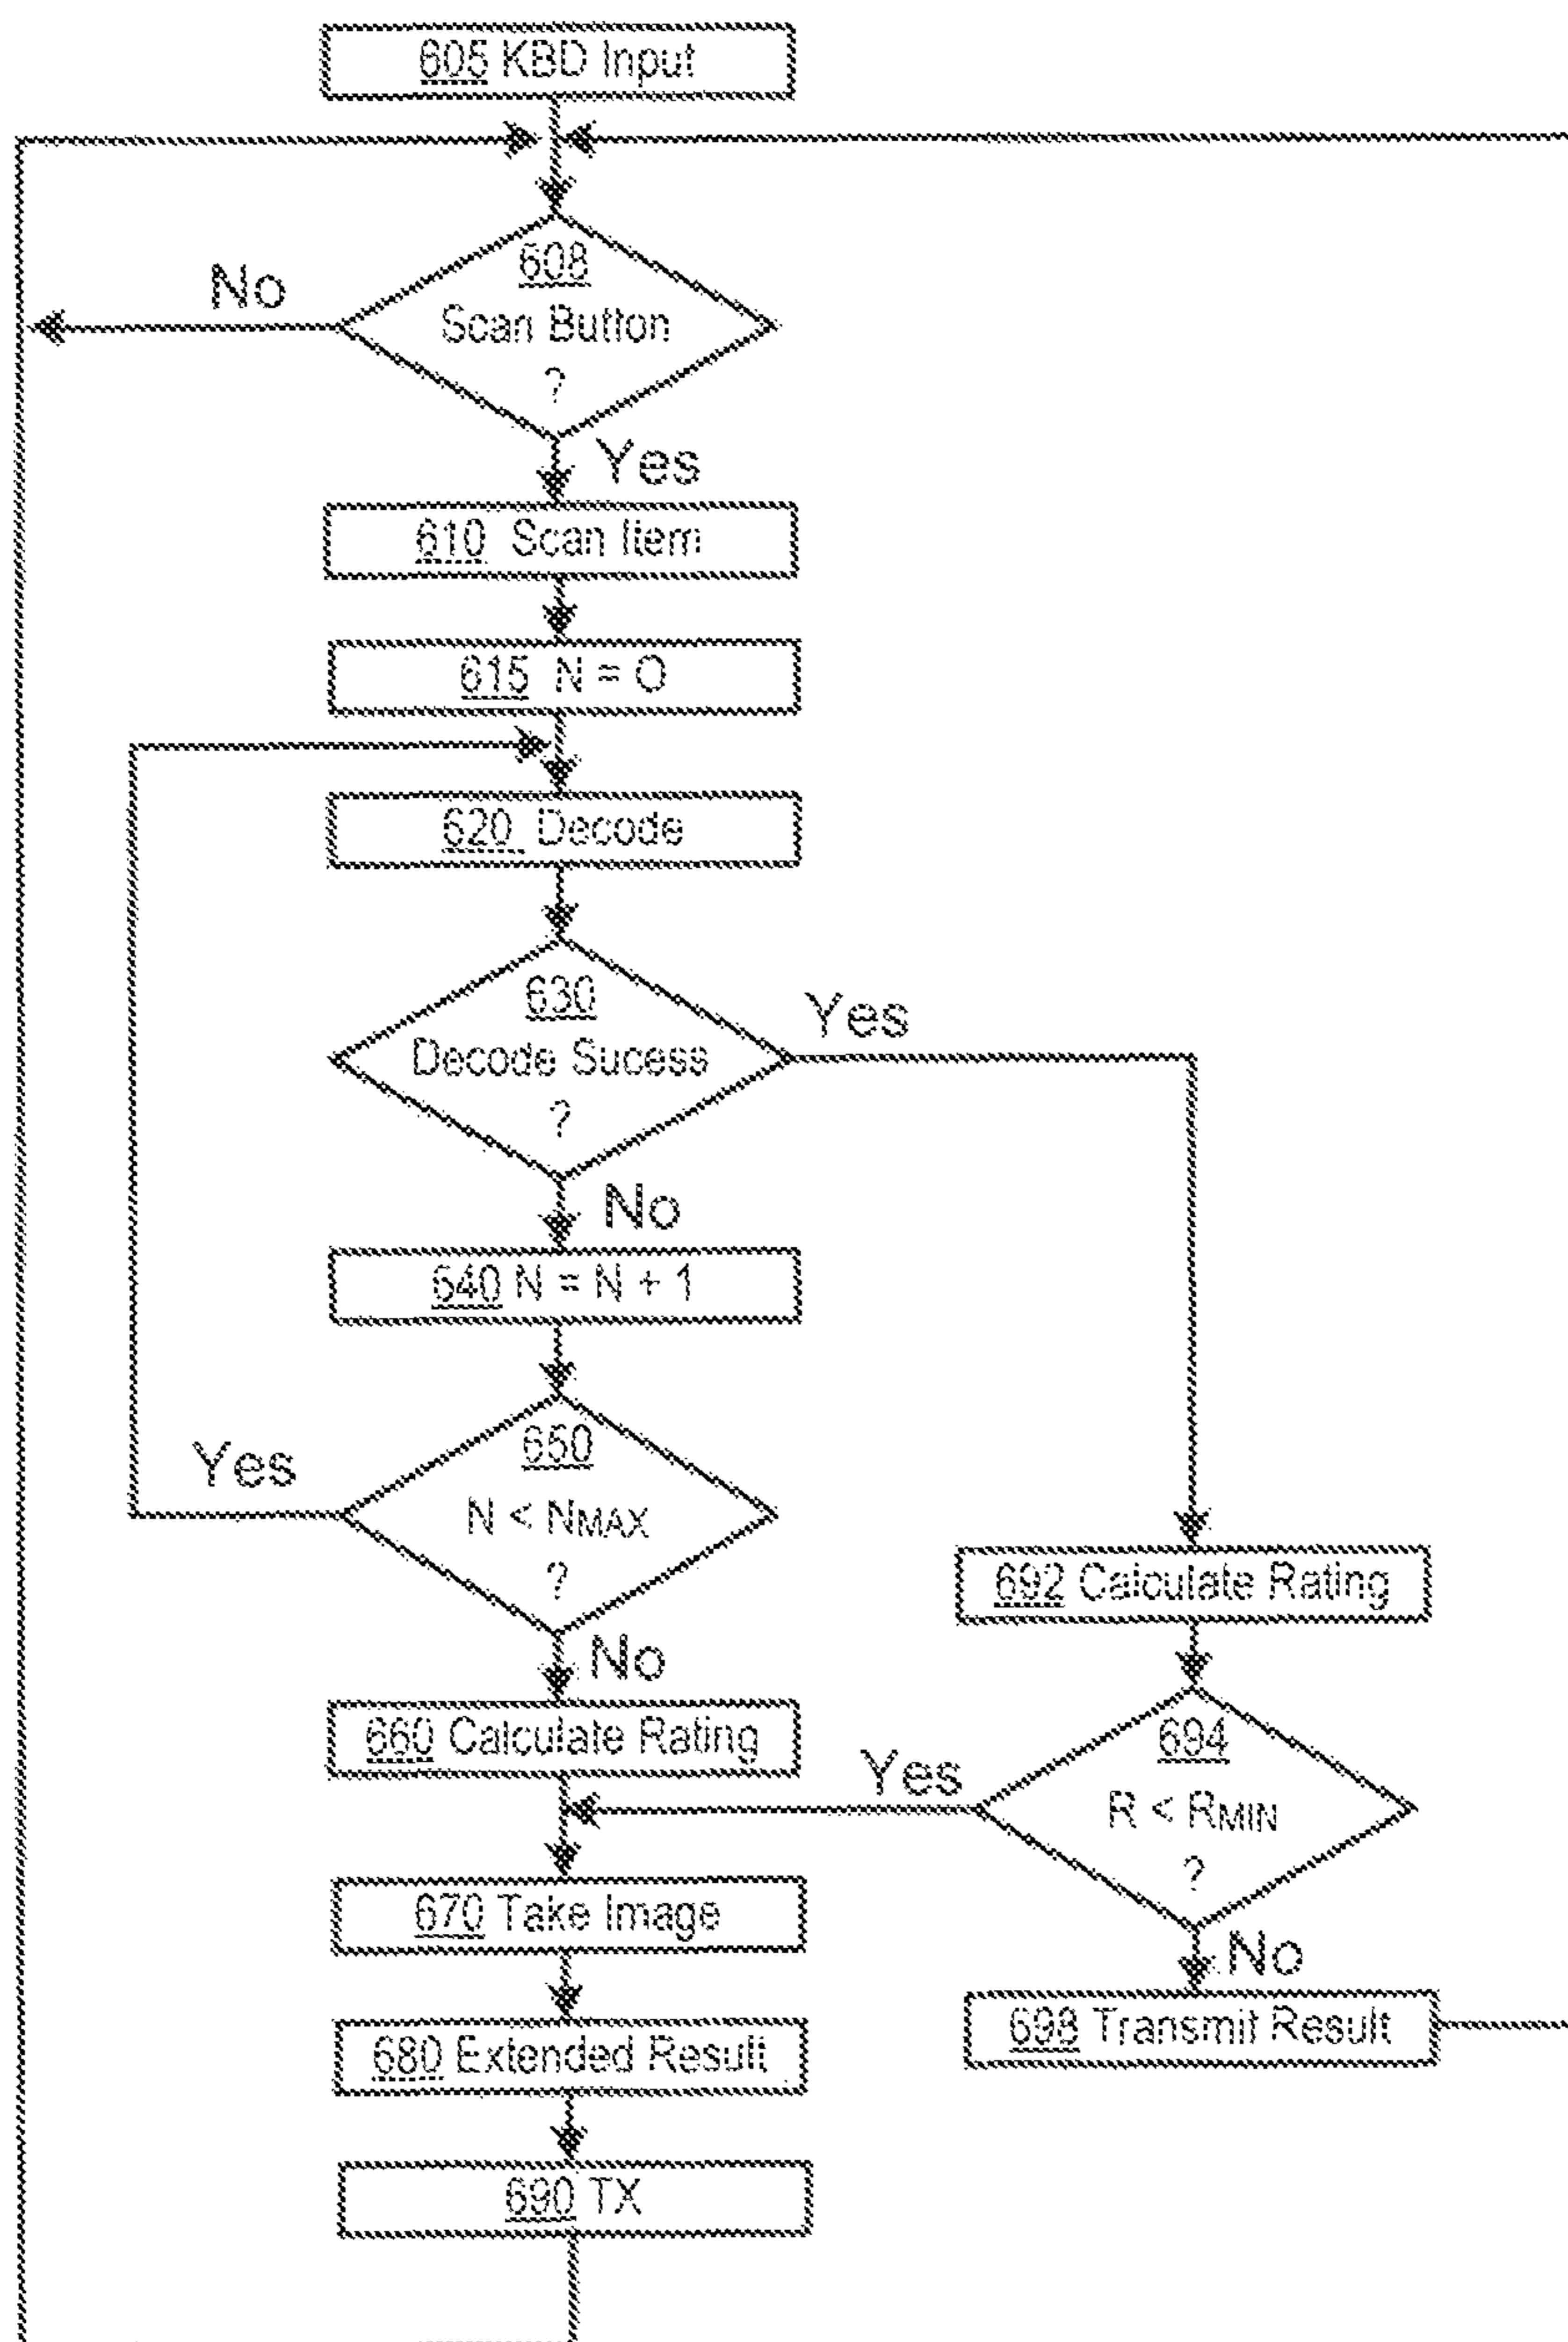 605 KBD Input
608
Scan Button
?
No
Yes
610 Scan Item
615 N = O
620 Decode
630
Decode Sucess
?
Yes
No
640 N = N + 1
650
N < NMAX
?
Yes
No
660 Calculate Rating
692 Calculate Rating
694
R < RMIN
?
Yes
No
670 Take Image
698 Transmit Result
680 Extended Result
690 TX